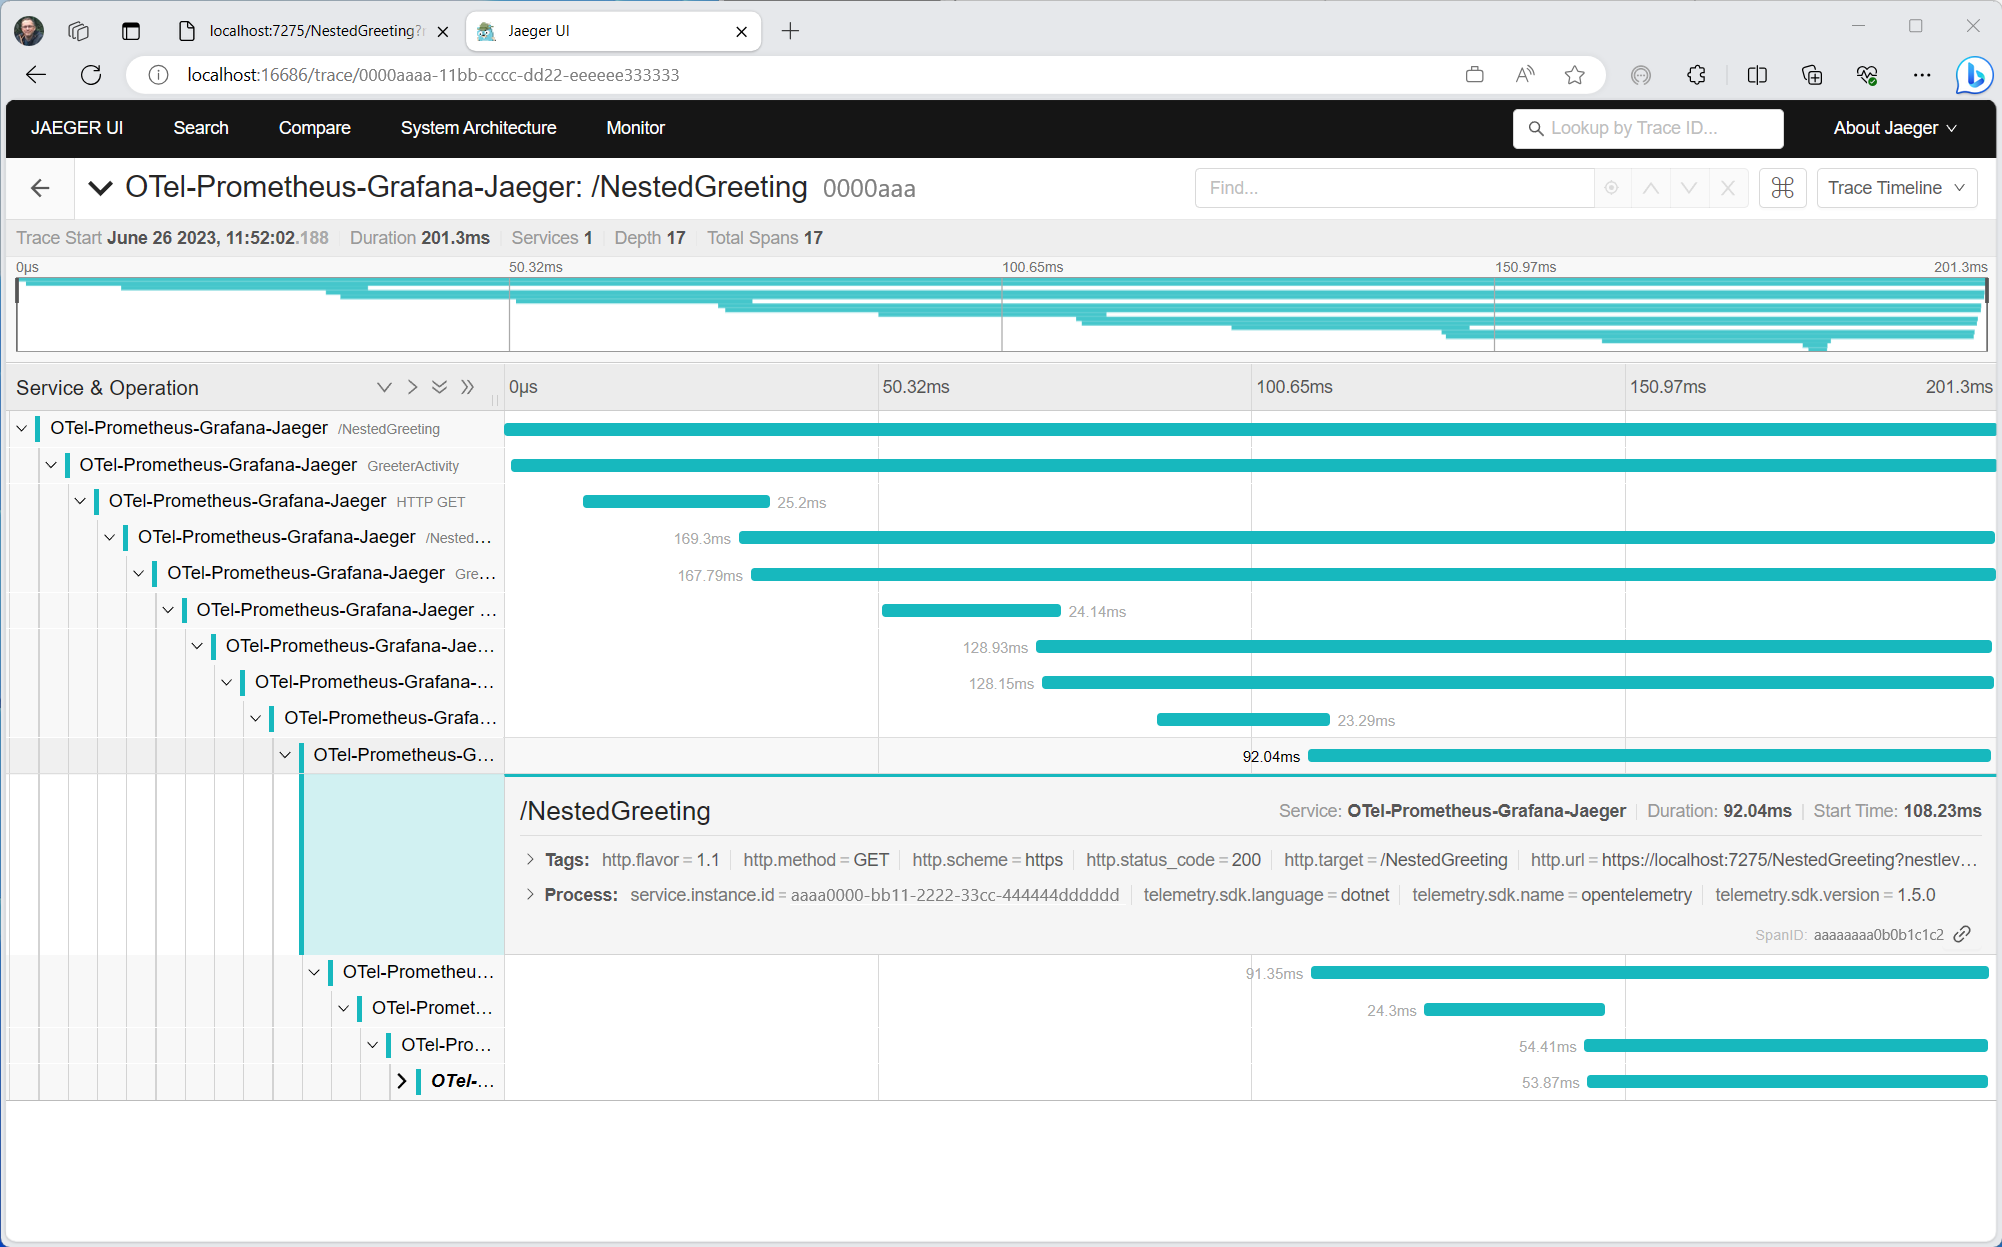 localhost:7275/NestedGreeting?
Jaeger UI
localhost:16686/trace/0000aaaa-11bb-cccc-dd22-eeeeee333333
JAEGER UI Search Compare System Architecture Monitor Lookup by Trace ID... About Jaeger
OTel-Prometheus-Grafana-Jaeger: /NestedGreeting 0000aaa Find... Trace Timeline
Trace Start June 26 2023, 11:52:02.188 Duration 201.3ms Services 1 Depth 17 Total Spans 17
0μs 50.32ms 100.65ms 150.97ms 201.3ms
Service & Operation 0μs 50.32ms 100.65ms 150.97ms 201.3ms
OTel-Prometheus-Grafana-Jaeger /NestedGreeting
OTel-Prometheus-Grafana-Jaeger GreeterActivity
OTel-Prometheus-Grafana-Jaeger HTTP GET 25.2ms
OTel-Prometheus-Grafana-Jaeger /Nested... 169.3ms
OTel-Prometheus-Grafana-Jaeger Gre... 167.79ms
OTel-Prometheus-Grafana-Jaeger ... 24.14ms
OTel-Prometheus-Grafana-Jae... 128.93ms
OTel-Prometheus-Grafana-... 128.15ms
OTel-Prometheus-Grafa... 23.29ms
OTel-Prometheus-G... 92.04ms
/NestedGreeting Service: OTel-Prometheus-Grafana-Jaeger Duration: 92.04ms Start Time: 108.23ms
Tags: http.flavor = 1.1 http.method = GET http.scheme = https http.status_code = 200 http.target = /NestedGreeting http.url = https://localhost:7275/NestedGreeting?nestlev...
Process: service.instance.id = aaaa0000-bb11-2222-33cc-444444dddddd telemetry.sdk.language = dotnet telemetry.sdk.name = opentelemetry telemetry.sdk.version = 1.5.0
SpanID: aaaaaaaa0b0b1c1c2
OTel-Prometheu... 91.35ms
OTel-Promet... 24.3ms
OTel-Pro... 54.41ms
OTel-... 53.87ms